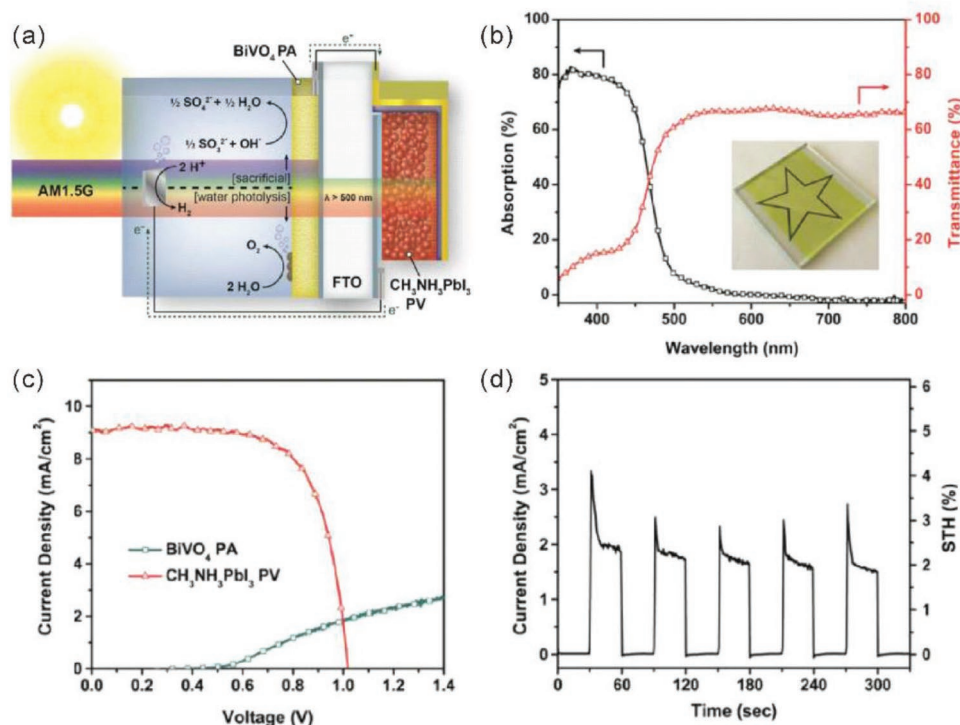 (a)
BiVO₄ PA
e⁻
½ SO₄²⁻ + ½ H₂O
½ SO₃²⁻ + OH⁻
2 H⁺
[sacrificial]
AM1.5G
[water photolysis]
λ > 500 nm
H₂
e⁻
O₂
2 H₂O
FTO
CH₃NH₃PbI₃
PV
e⁻
(b)
Absorption (%)
100
80
60
40
20
0
100
80
60
40
20
0
Transmittance (%)
400 500 600 700 800
Wavelength (nm)
(c)
Current Density (mA/cm²)
10
8
6
4
2
0
BiVO₄ PA
CH₃NH₃PbI₃ PV
0.0 0.2 0.4 0.6 0.8 1.0 1.2 1.4
Voltage (V)
(d)
Current Density (mA/cm²)
5
4
3
2
1
0
6
5
4
3
2
1
0
STH (%)
0 60 120 180 240 300
Time (sec)